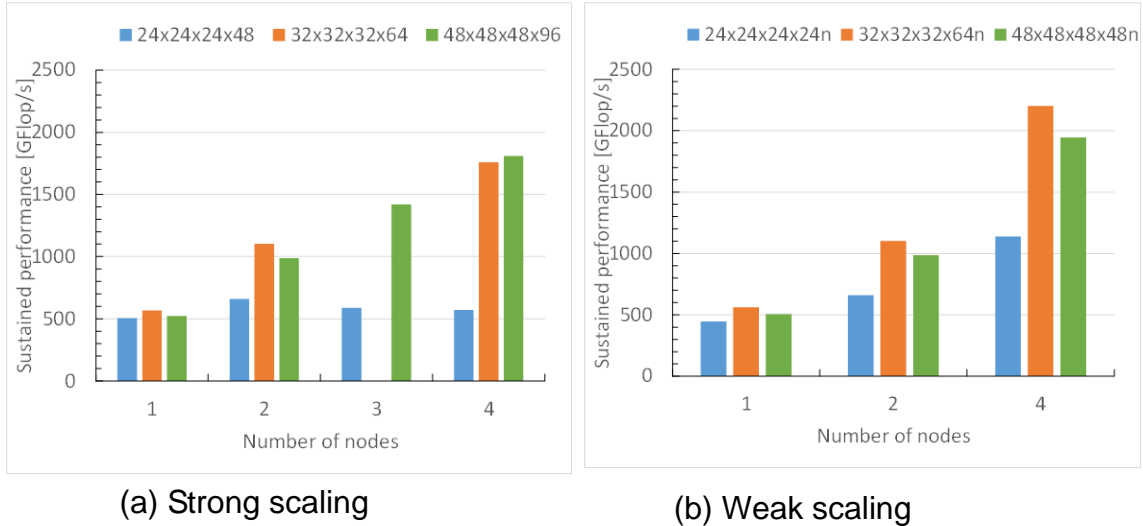 24x24x24x48 32x32x32x64 48x48x48x96
Sustained performance [GFlop/s]
2500
2000
1500
1000
500
0
1 2 3 4
Number of nodes
(a) Strong scaling
24x24x24x24n 32x32x32x64n 48x48x48x48n
Sustained performance [GFlop/s]
2500
2000
1500
1000
500
0
1 2 4
Number of nodes
(b) Weak scaling